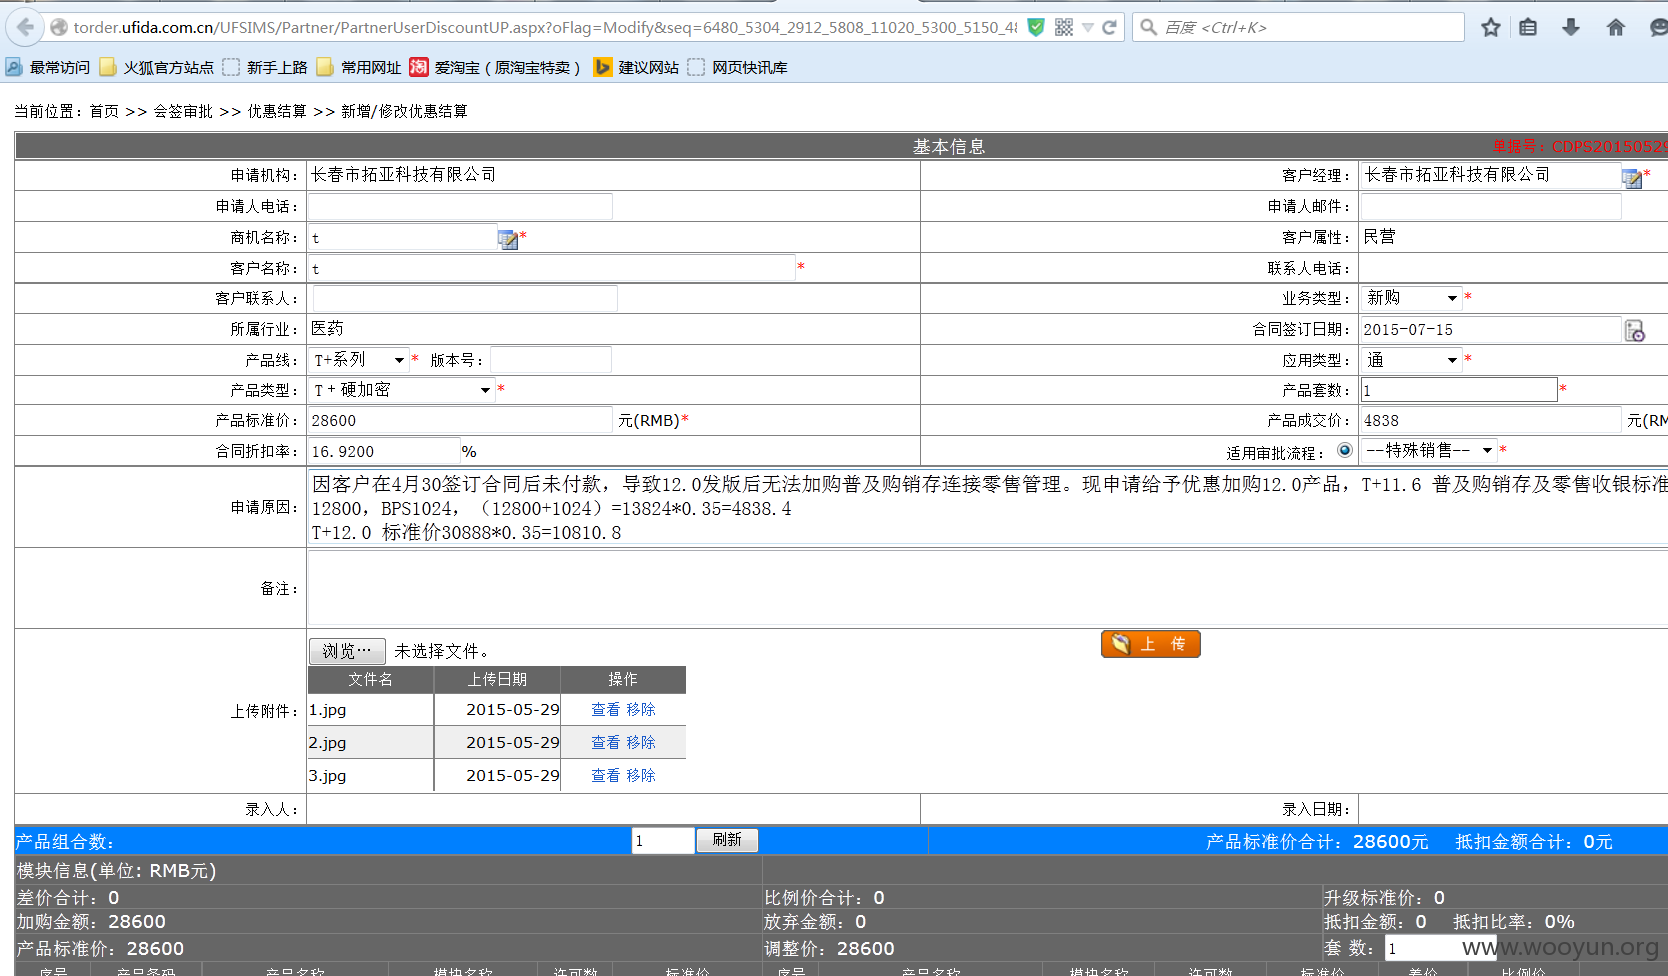 torder.ufida.com.cn/UFSIMS/Partner/PartnerUserDiscountUP.aspx?oFlag=Modify&seq=6480_5304_2912_5808_11020_5300_5150_48 百度 <Ctrl+K>
最常访问 火狐官方站点 新手上路 常用网址 淘 爱淘宝(原淘宝特卖) 建议网站 网页快讯库
当前位置：首页 >> 会签审批 >> 优惠结算 >> 新增/修改优惠结算
基本信息 单据号：CDPS20150529
申请机构： 长春市拓亚科技有限公司 客户经理： 长春市拓亚科技有限公司 *
申请人电话： 申请人邮件：
商机名称： t * 客户属性： 民营
客户名称： t * 联系人电话：
客户联系人： 业务类型： 新购 *
所属行业： 医药 合同签订日期： 2015-07-15
产品线： T+系列 * 版本号： 应用类型： 通 *
产品类型： T+硬加密 * 产品套数： 1 *
产品标准价： 28600 元(RMB)* 产品成交价： 4838 元(RM
合同折扣率： 16.9200 % 适用审批流程： --特殊销售-- *
申请原因： 因客户在4月30签订合同后未付款，导致12.0发版后无法加购普及购销存连接零售管理。现申请给予优惠加购12.0产品，T+11.6 普及购销存及零售收银标准
12800，BPS1024，（12800+1024）=13824*0.35=4838.4
T+12.0 标准价30888*0.35=10810.8
备注：
浏览… 未选择文件。 上 传
文件名 上传日期 操作
上传附件： 1.jpg 2015-05-29 查看 移除
2.jpg 2015-05-29 查看 移除
3.jpg 2015-05-29 查看 移除
录入人： 录入日期：
产品组合数： 1 刷新 产品标准价合计：28600元 抵扣金额合计：0元
模块信息(单位: RMB元)
差价合计：0 比例价合计：0 升级标准价：0
加购金额：28600 放弃金额：0 抵扣金额：0 抵扣比率：0%
产品标准价：28600 调整价：28600 套 数：1 www.wooyun.org
序号 产品条码 产品名称 模块名称 许可数 标准价 序号 产品名称 模块名称 许可数 标准价 差价 比例价